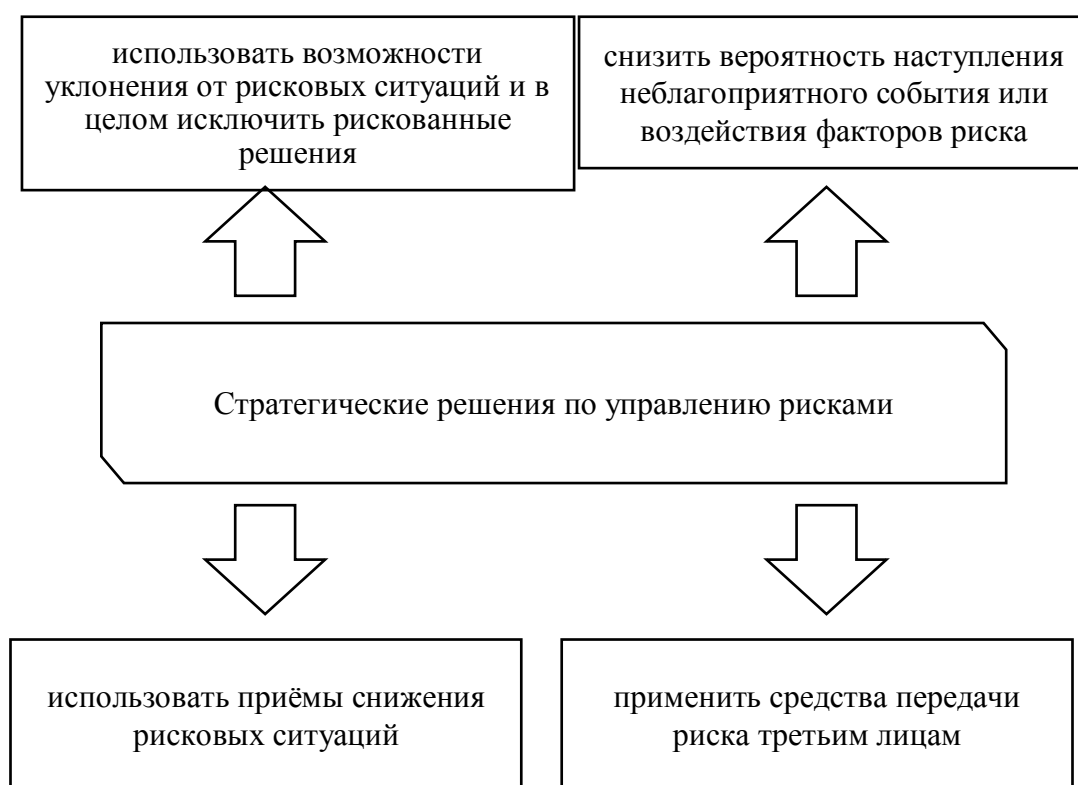 использовать возможности
уклонения от рисковых ситуаций и в
целом исключить рискованные
решения
снизить вероятность наступления
неблагоприятного события или
воздействия факторов риска
Стратегические решения по управлению рисками
использовать приёмы снижения
рисковых ситуаций
применить средства передачи
риска третьим лицам